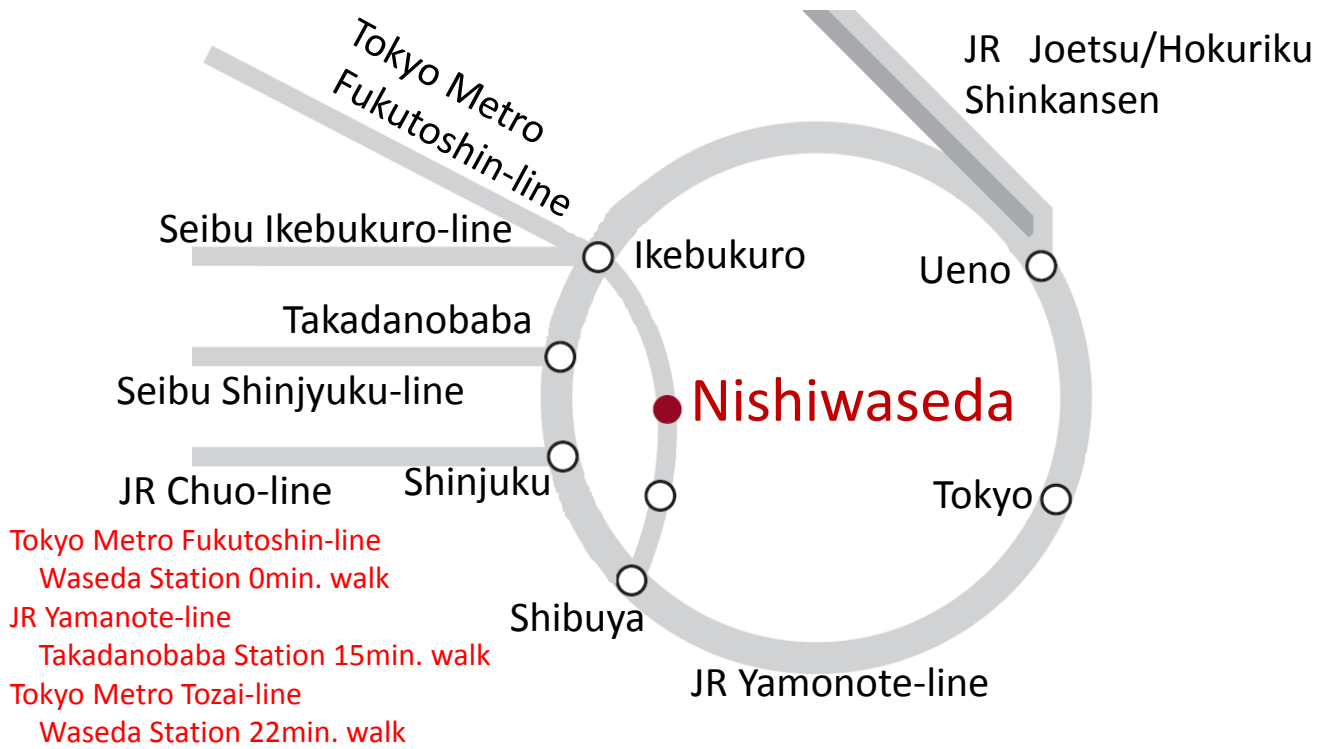 Tokyo Metro
Fukutoshin-line
JR Joetsu/Hokuriku
Shinkansen
Seibu Ikebukuro-line
Ikebukuro
Ueno
Takadanobaba
Seibu Shinjyuku-line
Nishiwaseda
JR Chuo-line
Shinjuku
Tokyo
Tokyo Metro Fukutoshin-line
Waseda Station 0min. walk
JR Yamanote-line
Takadanobaba Station 15min. walk
Tokyo Metro Tozai-line
Waseda Station 22min. walk
Shibuya
JR Yamonote-line